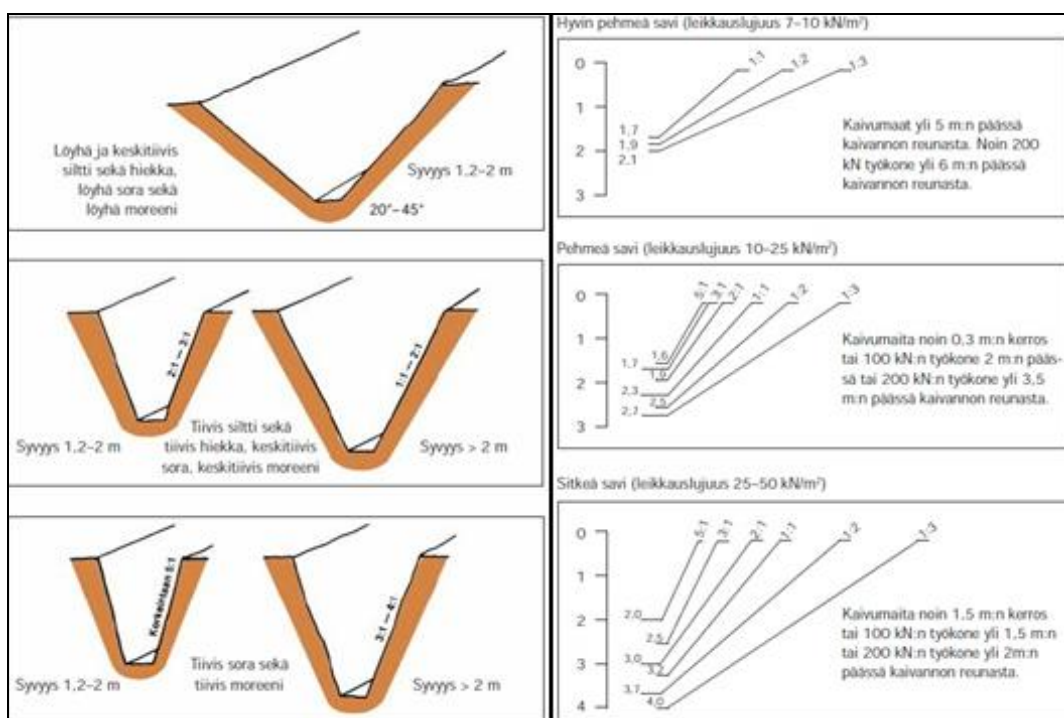 Löyhä ja keskitiivis
siltti sekä hiekka,
löyhä sora sekä
löyhä moreeni
Syvyys 1,2–2 m
20°–45°
2:1 — 3:1
1:1 — 2:1
Syvyys 1,2–2 m
Tiivis siltti sekä
tiivis hiekka, keskitiivis
sora, keskitiivis moreeni
Syvyys > 2 m
Korkeintaan 5:1
3:1 — 4:1
Syvyys 1,2–2 m
Tiivis sora sekä
tiivis moreeni
Syvyys > 2 m
Hyvin pehmeä savi (leikkauslujuus 7–10 kN/m²)
0
1
2
3
1:1
1:2
1:3
1,7
1,9
2,1
Kaivumaat yli 5 m:n päässä
kaivannon reunasta. Noin 200
kN työkone yli 6 m:n päässä
kaivannon reunasta.
Pehmeä savi (leikkauslujuus 10–25 kN/m²)
0
1
2
3
5:1
3:1
2:1
1:1
1:2
1:3
1,6
1,7
1,9
2,3
2,5
2,7
Kaivumaita noin 0,3 m:n kerros
tai 100 kN:n työkone 2 m:n pääs-
sä tai 200 kN:n työkone yli 3,5
m:n päässä kaivannon reunasta.
Sitkeä savi (leikkauslujuus 25–50 kN/m²)
0
1
2
3
4
5:1
3:1
2:1
1:1
1:2
1:3
2,0
2,5
3,0
3,2
3,7
4,0
Kaivumaita noin 1,5 m:n kerros
tai 100 kN:n työkone yli 1,5 m:n
tai 200 kN:n työkone yli 2m:n
päässä kaivannon reunasta.